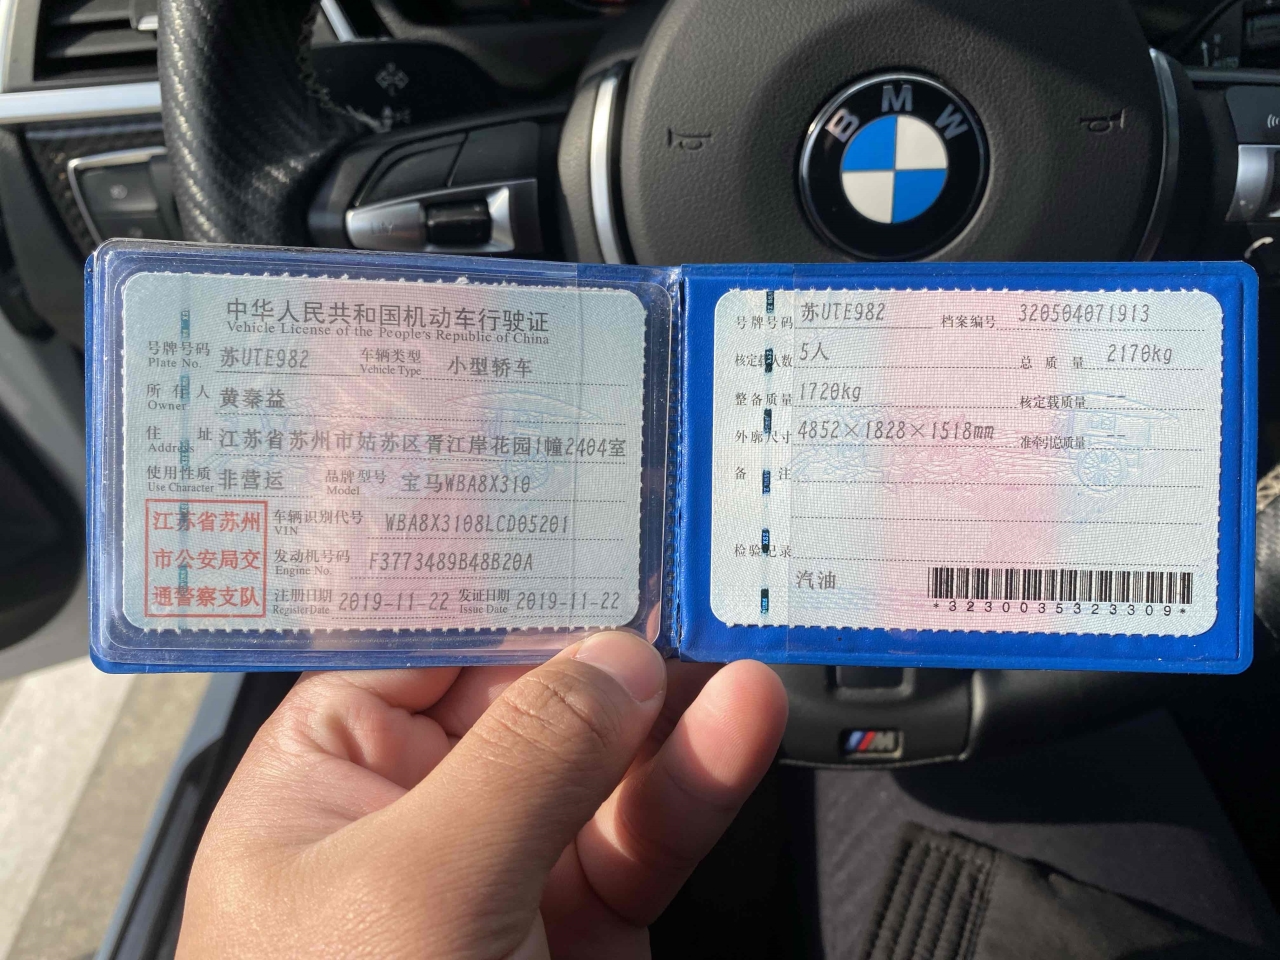 BMW
中华人民共和国机动车行驶证
Vehicle License of the People's Republic of China
号牌号码 苏UTE982 车辆类型 小型轿车
Plate No. Vehicle Type
所有人 黄秦益
Owner
住址 江苏省苏州市姑苏区胥江岸花园1幢2404室
Address
使用性质 非营运 品牌型号 宝马WBA8X310
Use Character Model
江苏省苏州
市公安局交
通警察支队
车辆识别代号 WBA8X3108LCD05201
VIN
发动机号码 F3773489B48B20A
Engine No.
注册日期 2019-11-22 发证日期 2019-11-22
Register Date Issue Date
号牌号码 苏UTE982 档案编号 320504071913
核定载人数 5人 总质量 2170kg
整备质量 1720kg 核定载质量 --
外廓尺寸 4852×1828×1518mm 准牵引总质量 --
备注
检验记录
汽油
*3230035323309*
M